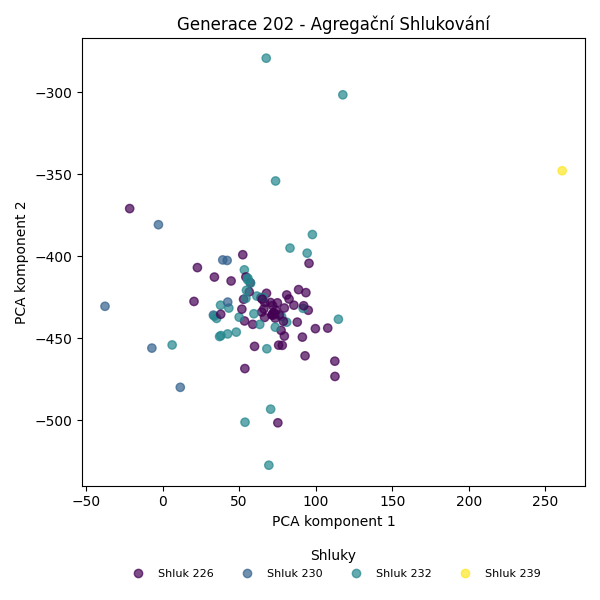 Generace 202 - Agregační Shlukování
−300
−350
−400
−450
−500
PCA komponent 2
−50 0 50 100 150 200 250
PCA komponent 1
Shluky
Shluk 226 Shluk 230 Shluk 232 Shluk 239